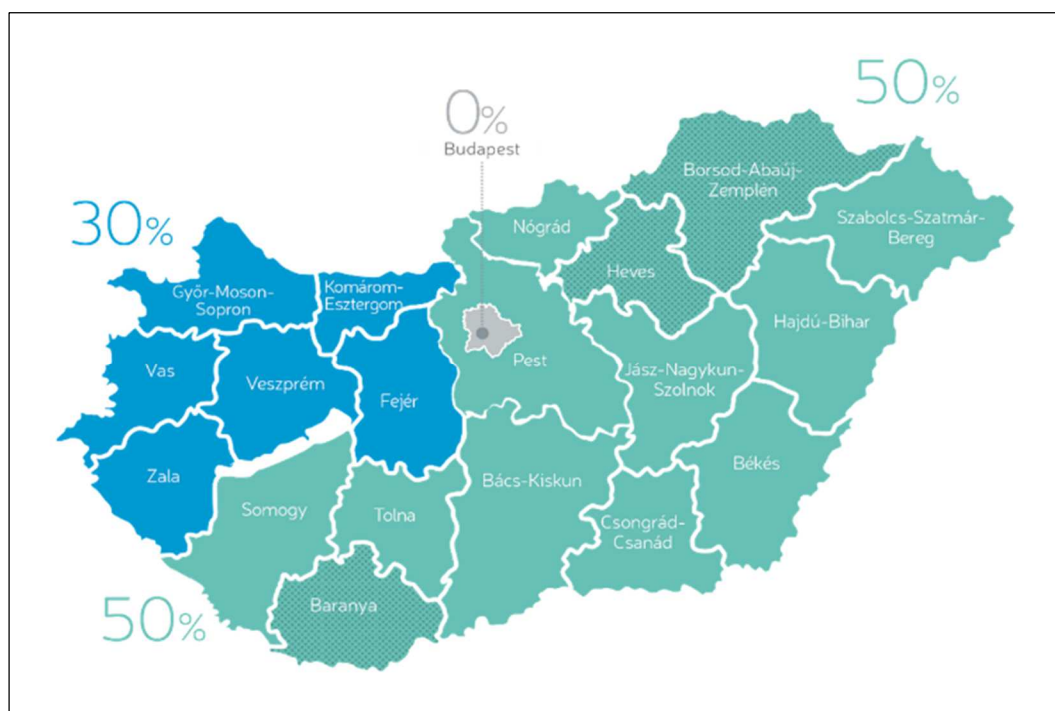 50%
0%
Budapest
Borsod-Abaúj-
Zemplén
Szabolcs-Szatmár-
Bereg
Nógrád
30%
Heves
Komárom-
Esztergom
Győr-Moson-
Sopron
Hajdú-Bihar
Pest
Jász-Nagykun-
Szolnok
Vas
Veszprém
Fejér
Zala
Békés
Bács-Kiskun
Somogy
Tolna
Csongrád-
Csanád
Baranya
50%